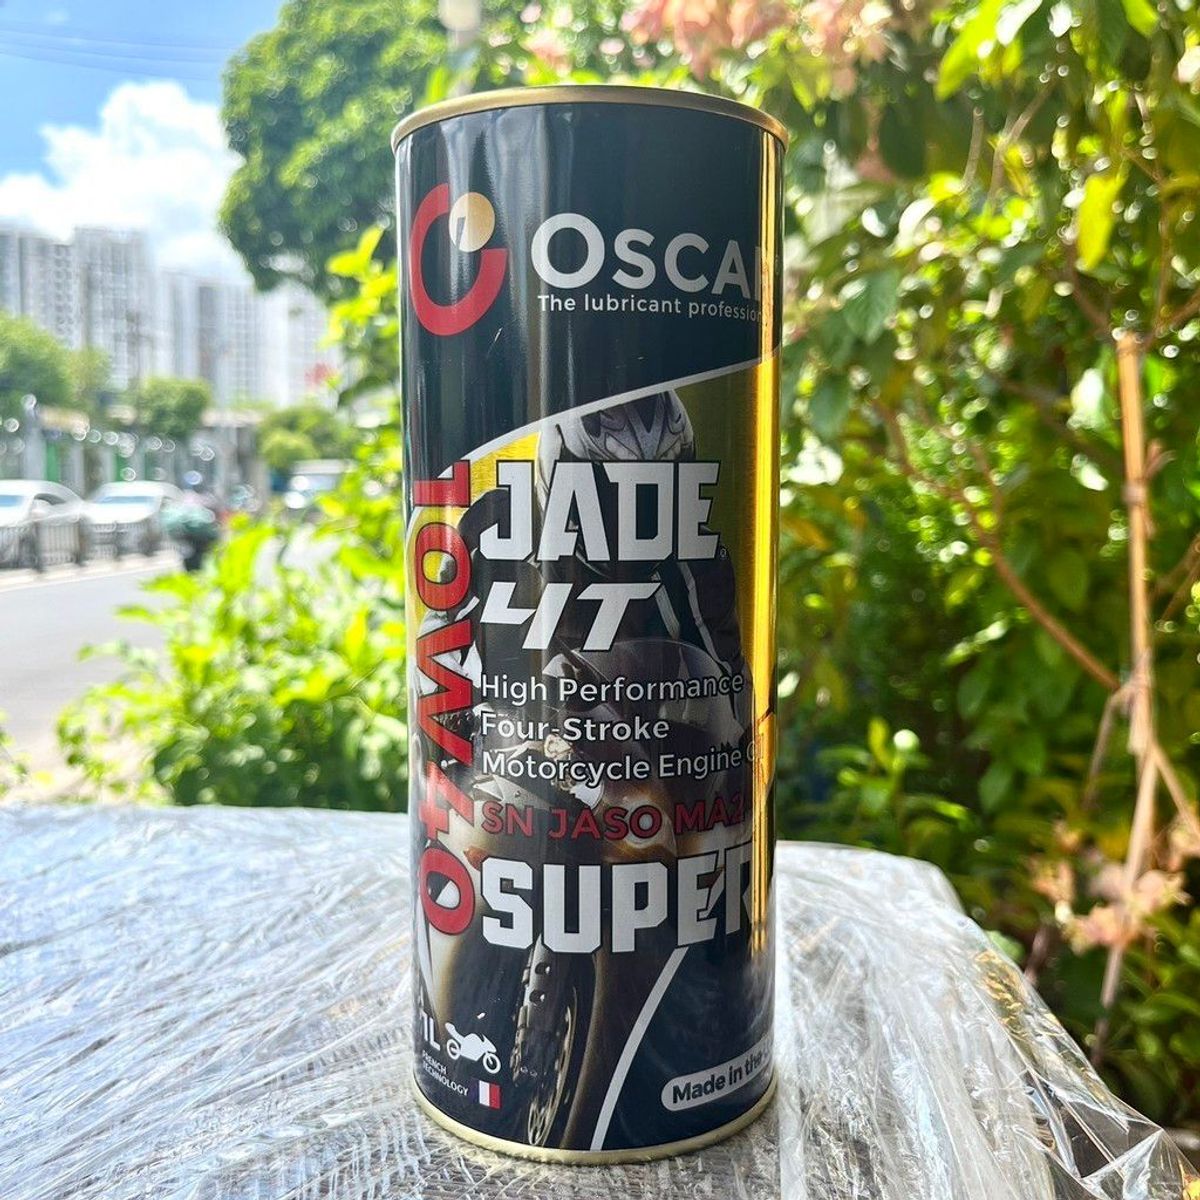 OSCA
The lubricant
JADE
4T
10W40
High Performance
Four-Stroke
Motorcycle Engine
SN JASO MA2
SUPER
1L
FRENCH
TECHNOLOGY
Made in the